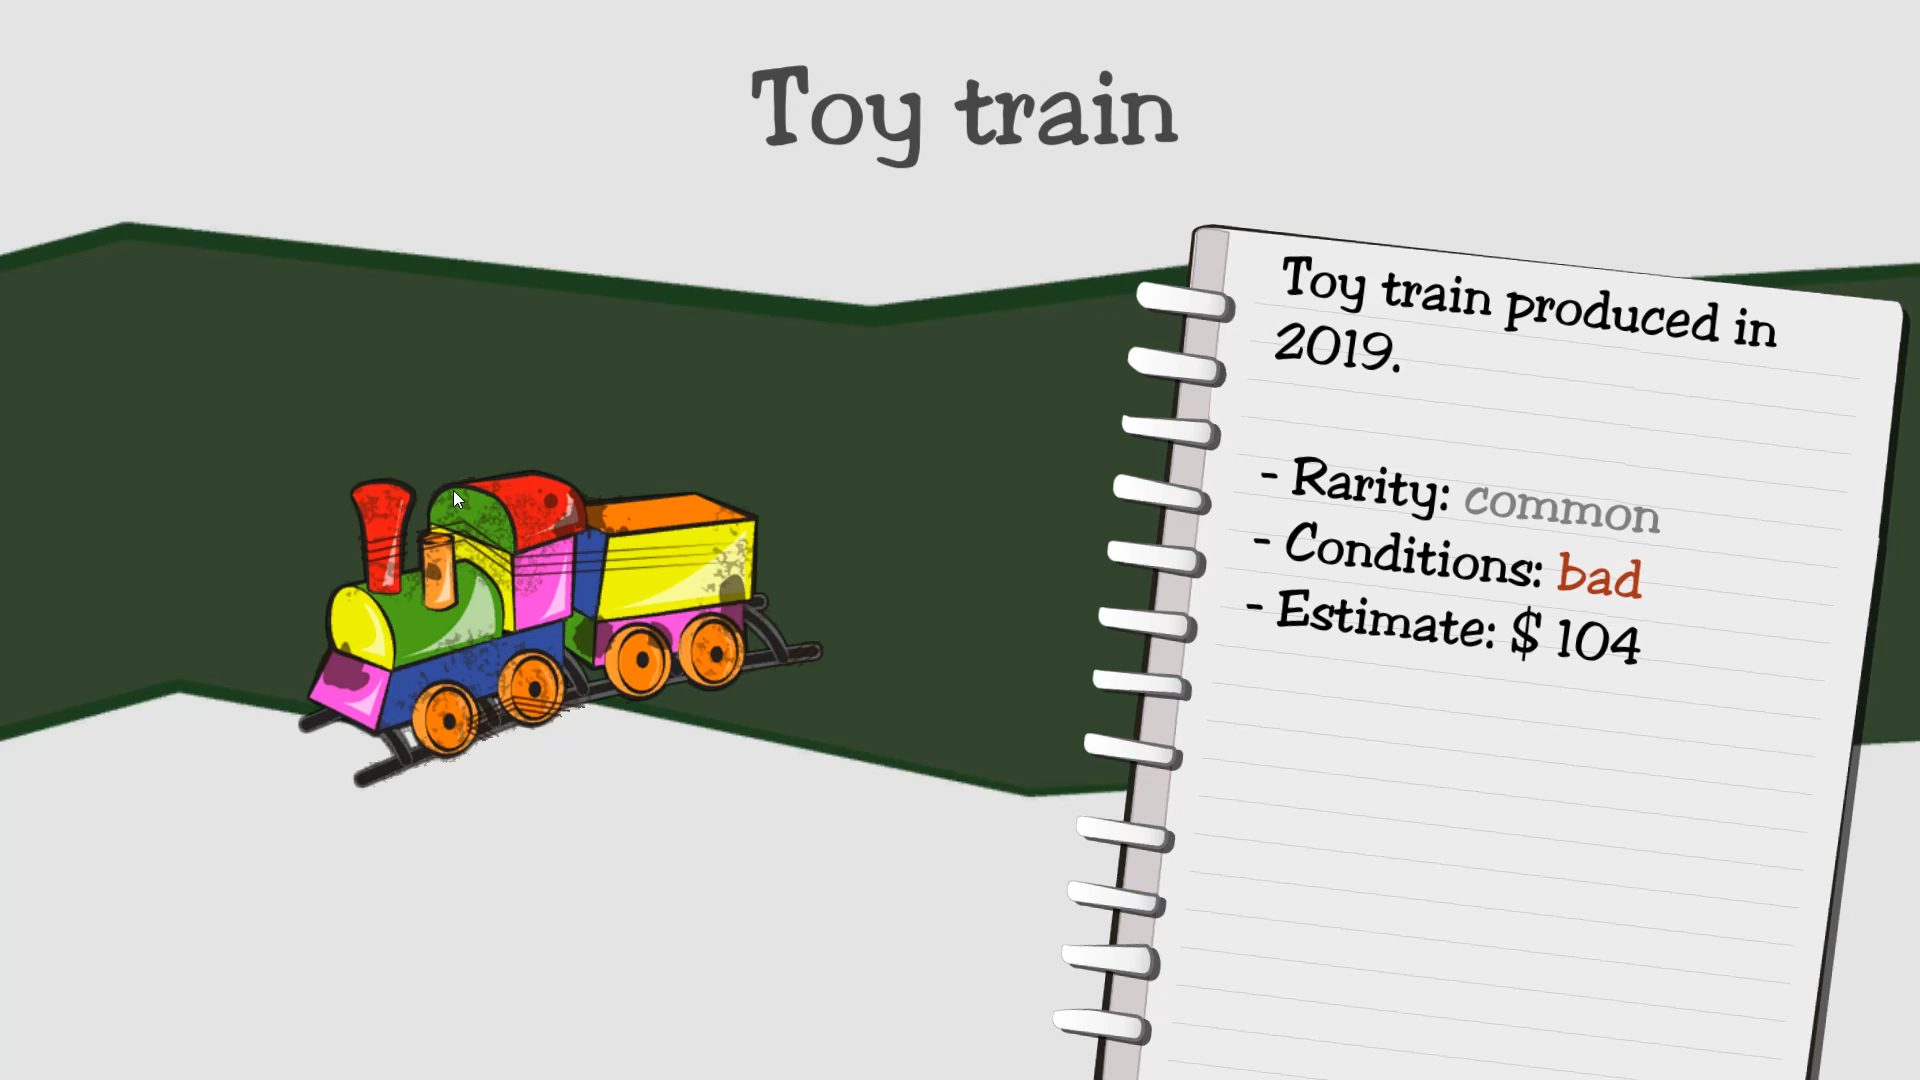 Toy train
Toy train produced in
2019.
- Rarity: common
- Conditions: bad
- Estimate: $ 104